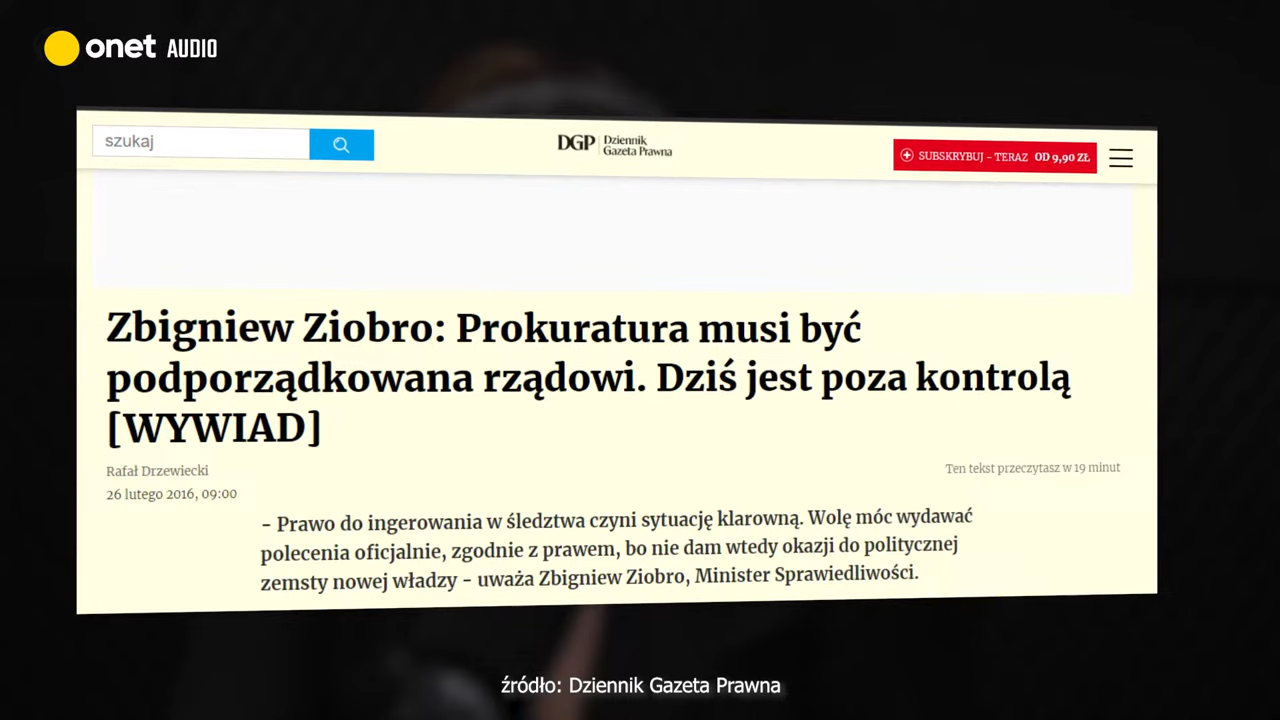 onet AUDIO
szukaj
DGP Dziennik
Gazeta Prawna
SUBSKRYBUJ – TERAZ OD 9,90 ZŁ
Zbigniew Ziobro: Prokuratura musi być
podporządkowana rządowi. Dziś jest poza kontrolą
[WYWIAD]
Rafał Drzewiecki
Ten tekst przeczytasz w 19 minut
26 lutego 2016, 09:00
– Prawo do ingerowania w śledztwa czyni sytuację klarowną. Wolę móc wydawać
polecenia oficjalnie, zgodnie z prawem, bo nie dam wtedy okazji do politycznej
zemsty nowej władzy – uważa Zbigniew Ziobro, Minister Sprawiedliwości.
źródło: Dziennik Gazeta Prawna